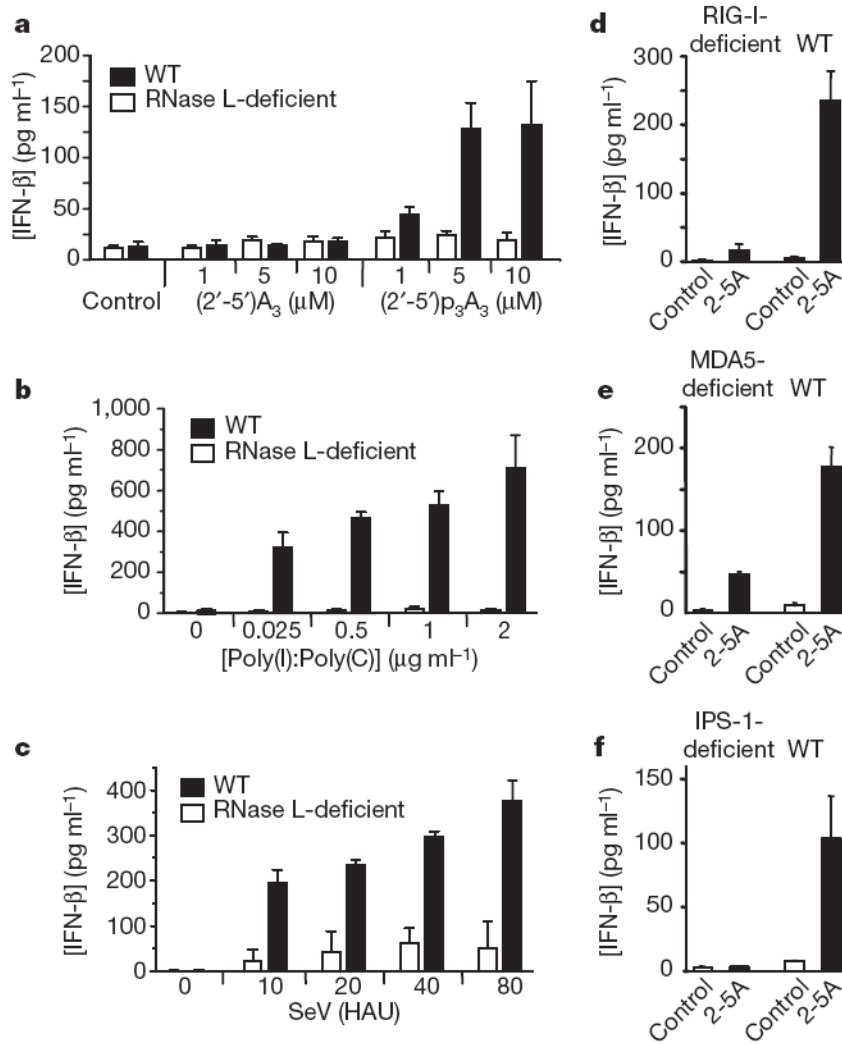 a
[IFN-β] (pg ml⁻¹)
200
150
100
50
0
WT
RNase L-deficient
1 5 10 1 5 10
Control (2′-5′)A₃ (μM) (2′-5′)p₃A₃ (μM)
b
[IFN-β] (pg ml⁻¹)
1,000
800
600
400
200
0
WT
RNase L-deficient
0 0.025 0.5 1 2
[Poly(I):Poly(C)] (μg ml⁻¹)
c
[IFN-β] (pg ml⁻¹)
400
300
200
100
0
WT
RNase L-deficient
0 10 20 40 80
SeV (HAU)
d
RIG-I-
deficient WT
[IFN-β] (pg ml⁻¹)
300
200
100
0
Control 2-5A Control 2-5A
e
MDA5-
deficient WT
[IFN-β] (pg ml⁻¹)
200
100
0
Control 2-5A Control 2-5A
f
IPS-1-
deficient WT
[IFN-β] (pg ml⁻¹)
150
100
50
0
Control 2-5A Control 2-5A